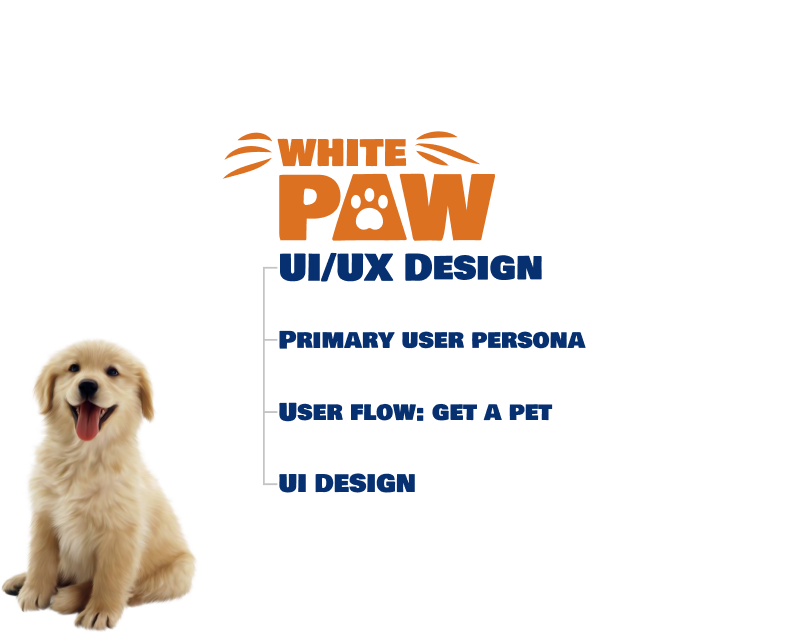 WHITE
PAW
UI/UX Design
Primary user persona
User flow: get a pet
UI design